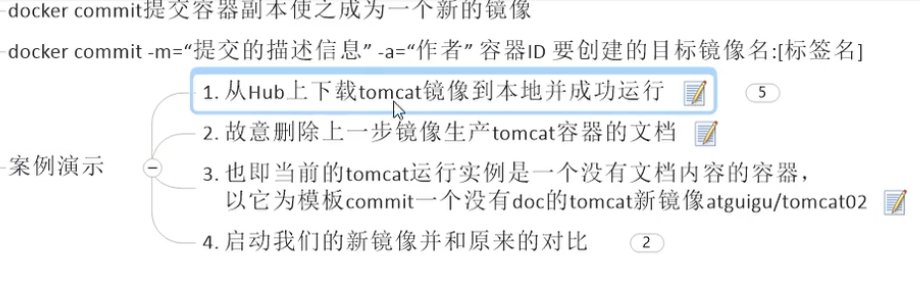 docker commit提交容器副本使之成为一个新的镜像
docker commit -m=“提交的描述信息” -a=“作者” 容器ID 要创建的目标镜像名:[标签名]
案例演示
1. 从Hub上下载tomcat镜像到本地并成功运行 5
2. 故意删除上一步镜像生产tomcat容器的文档
3. 也即当前的tomcat运行实例是一个没有文档内容的容器，
以它为模板commit一个没有doc的tomcat新镜像atguigu/tomcat02
4. 启动我们的新镜像并和原来的对比 2